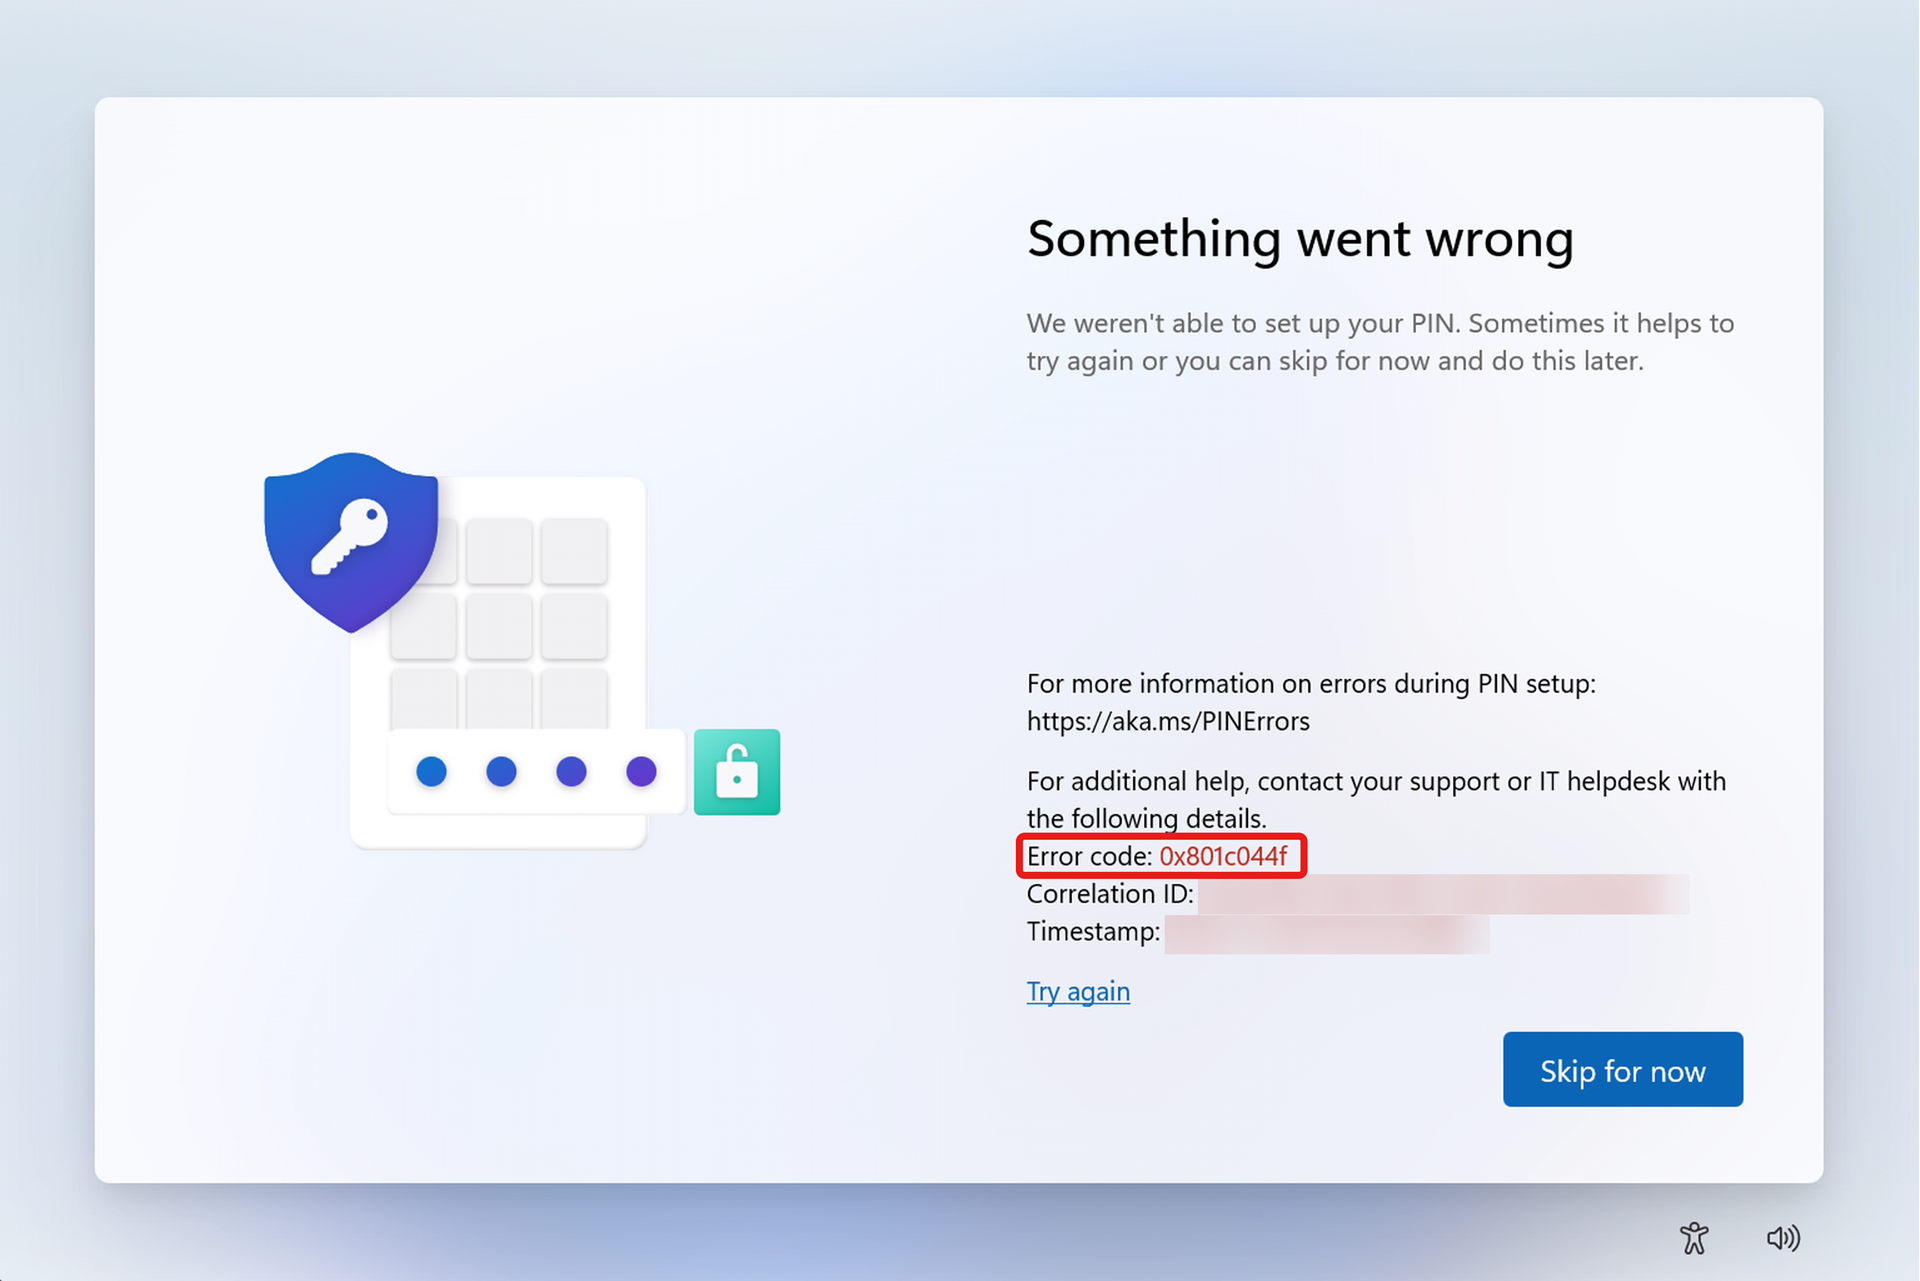 Something went wrong
We weren't able to set up your PIN. Sometimes it helps to
try again or you can skip for now and do this later.
For more information on errors during PIN setup:
https://aka.ms/PINErrors
For additional help, contact your support or IT helpdesk with
the following details.
Error code: 0x801c044f
Correlation ID:
Timestamp:
Try again
Skip for now